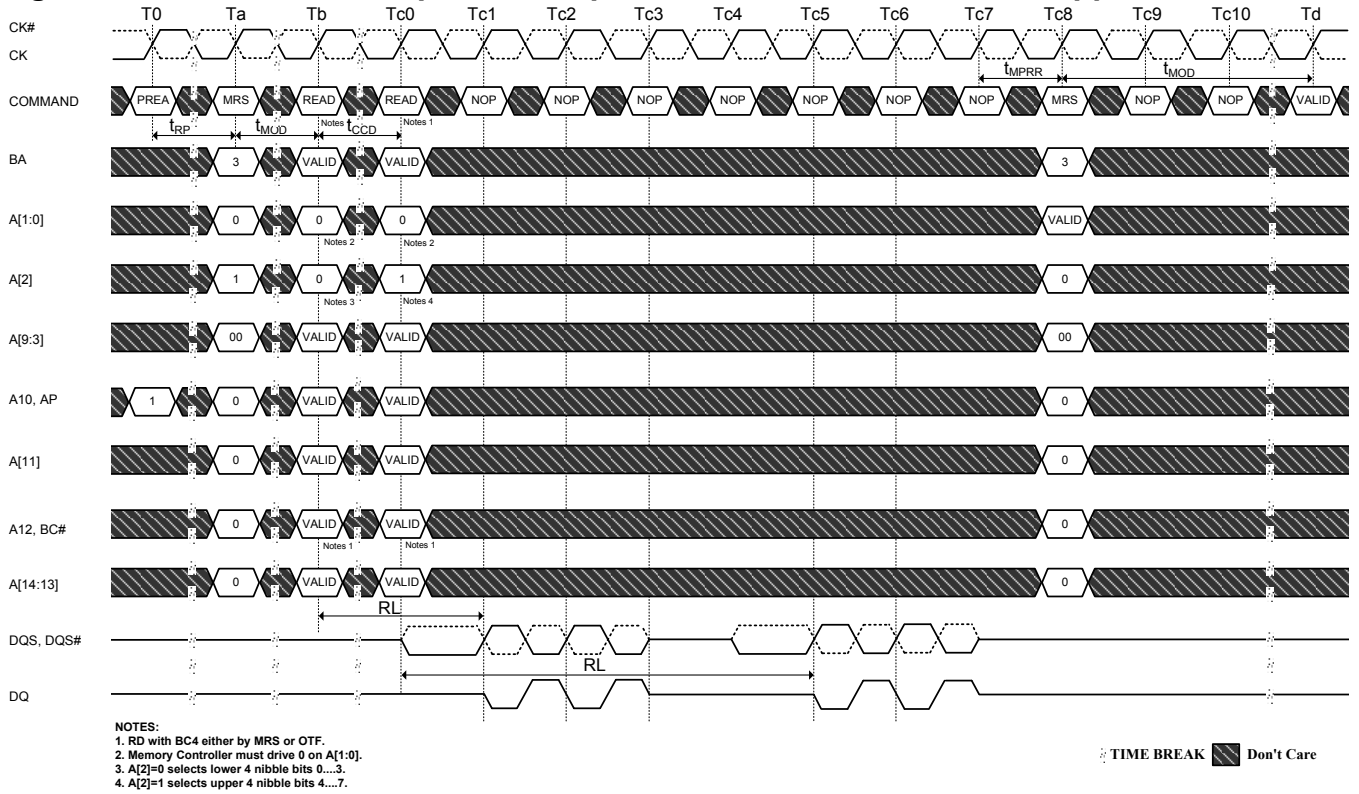 T0 Ta Tb Tc0 Tc1 Tc2 Tc3 Tc4 Tc5 Tc6 Tc7 Tc8 Tc9 Tc10 Td
CK#
CK
tMPRR tMOD
COMMAND PREA MRS READ READ NOP NOP NOP NOP NOP NOP NOP MRS NOP NOP VALID
Notes 1 Notes 1
tRP tMOD tCCD
BA 3 VALID VALID 3
A[1:0] 0 0 0 VALID
Notes 2 Notes 2
A[2] 1 0 1 0
Notes 3 Notes 4
A[9:3] 00 VALID VALID 00
A10, AP 1 0 VALID VALID 0
A[11] 0 VALID VALID 0
A12, BC# 0 VALID VALID 0
Notes 1 Notes 1
A[14:13] 0 VALID VALID 0
RL
DQS, DQS#
RL
DQ
NOTES:
1. RD with BC4 either by MRS or OTF.
2. Memory Controller must drive 0 on A[1:0].
3. A[2]=0 selects lower 4 nibble bits 0....3.
4. A[2]=1 selects upper 4 nibble bits 4....7.
TIME BREAK Don't Care